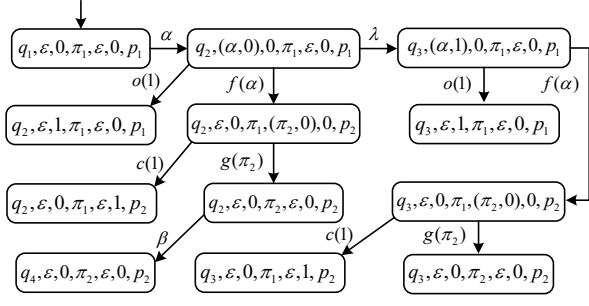 q₁,ε,0,π₁,ε,0,p₁ α q₂,(α,0),0,π₁,ε,0,p₁ λ q₃,(α,1),0,π₁,ε,0,p₁
o(1) f(α) o(1) f(α)
q₂,ε,1,π₁,ε,0,p₁ q₂,ε,0,π₁,(π₂,0),0,p₂ q₃,ε,1,π₁,ε,0,p₁
c(1) g(π₂)
q₂,ε,0,π₁,ε,1,p₂ q₂,ε,0,π₂,ε,0,p₂ q₃,ε,0,π₁,(π₂,0),0,p₂
β c(1) g(π₂)
q₄,ε,0,π₂,ε,0,p₂ q₃,ε,0,π₁,ε,1,p₂ q₃,ε,0,π₂,ε,0,p₂